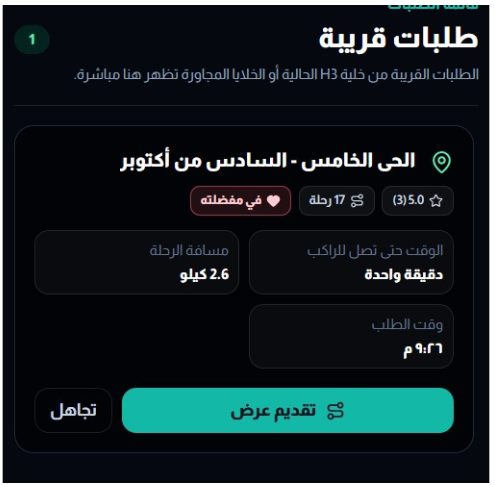 قائمة الطلبات
طلبات قريبة
1
الطلبات القريبة من خلية H3 الحالية أو الخلايا المجاورة تظهر هنا مباشرة.
الحى الخامس - السادس من أكتوبر
5.0 (3)
17 رحلة
في مفضلته
الوقت حتى تصل للراكب
دقيقة واحدة
مسافة الرحلة
2.6 كيلو
وقت الطلب
٩:٢٦ م
تقديم عرض
تجاهل